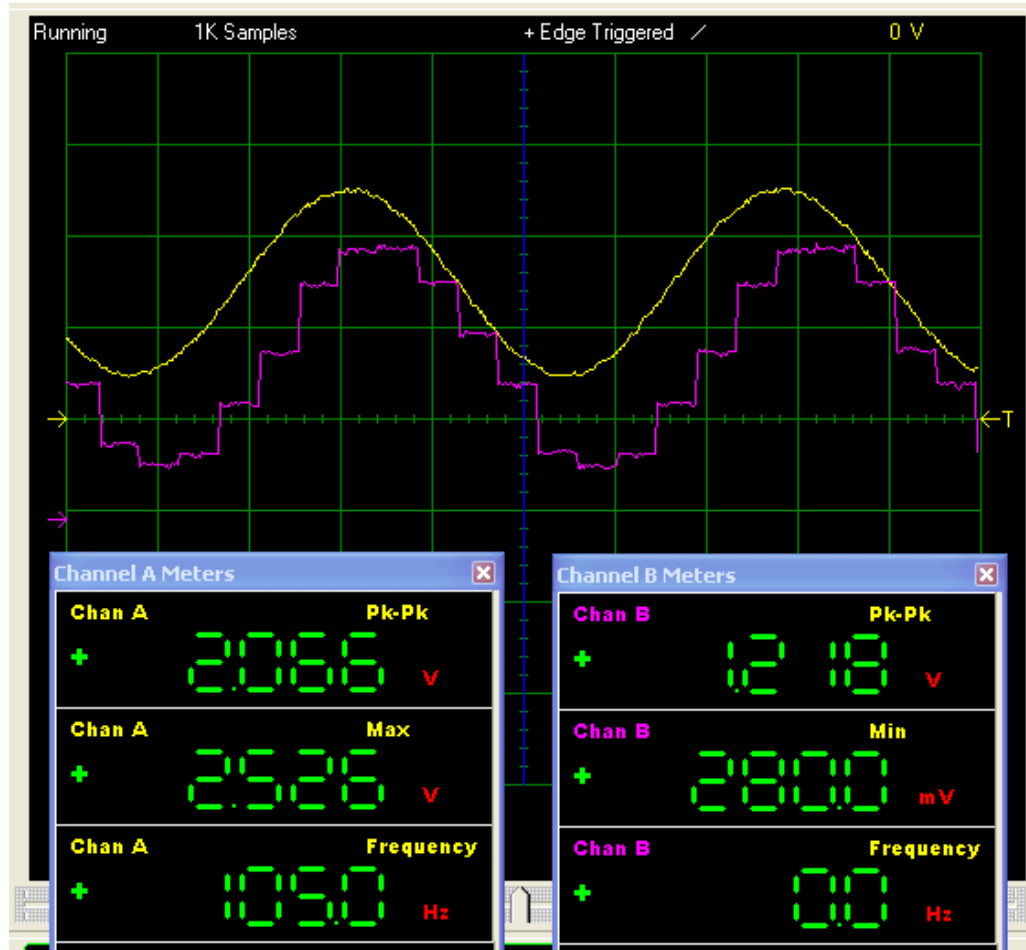 Running 1K Samples + Edge Triggered 0 V
T
Channel A Meters
Chan A Pk-Pk
+ 2.066 V
Chan A Max
+ 2.526 V
Chan A Frequency
+ 105.0 Hz
Channel B Meters
Chan B Pk-Pk
+ 1.218 V
Chan B Min
+ 280.0 mV
Chan B Frequency
+ 0.0 Hz